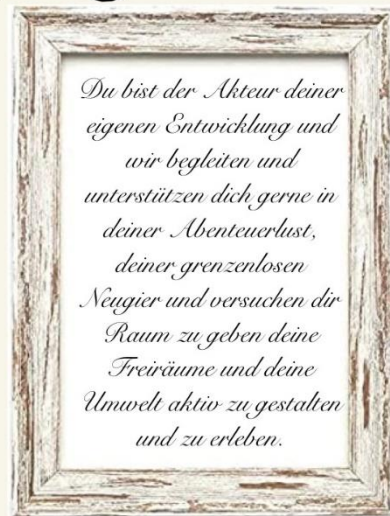 Du bist der Akteur deiner
eigenen Entwicklung und
wir begleiten und
unterstützen dich gerne in
deiner Abenteuerlust,
deiner grenzenlosen
Neugier und versuchen dir
Raum zu geben deine
Freiräume und deine
Umwelt aktiv zu gestalten
und zu erleben.